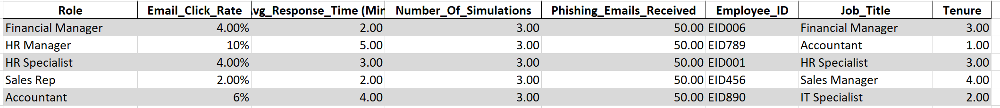 Role Email_Click_Rate Avg_Response_Time (Min Number_Of_Simulations Phishing_Emails_Received Employee_ID Job_Title Tenure
Financial Manager 4.00% 2.00 3.00 50.00 EID006 Financial Manager 3.00
HR Manager 10% 5.00 3.00 50.00 EID789 Accountant 1.00
HR Specialist 4.00% 3.00 3.00 50.00 EID001 HR Specialist 3.00
Sales Rep 2.00% 2.00 3.00 50.00 EID456 Sales Manager 4.00
Accountant 6% 4.00 3.00 50.00 EID890 IT Specialist 2.00